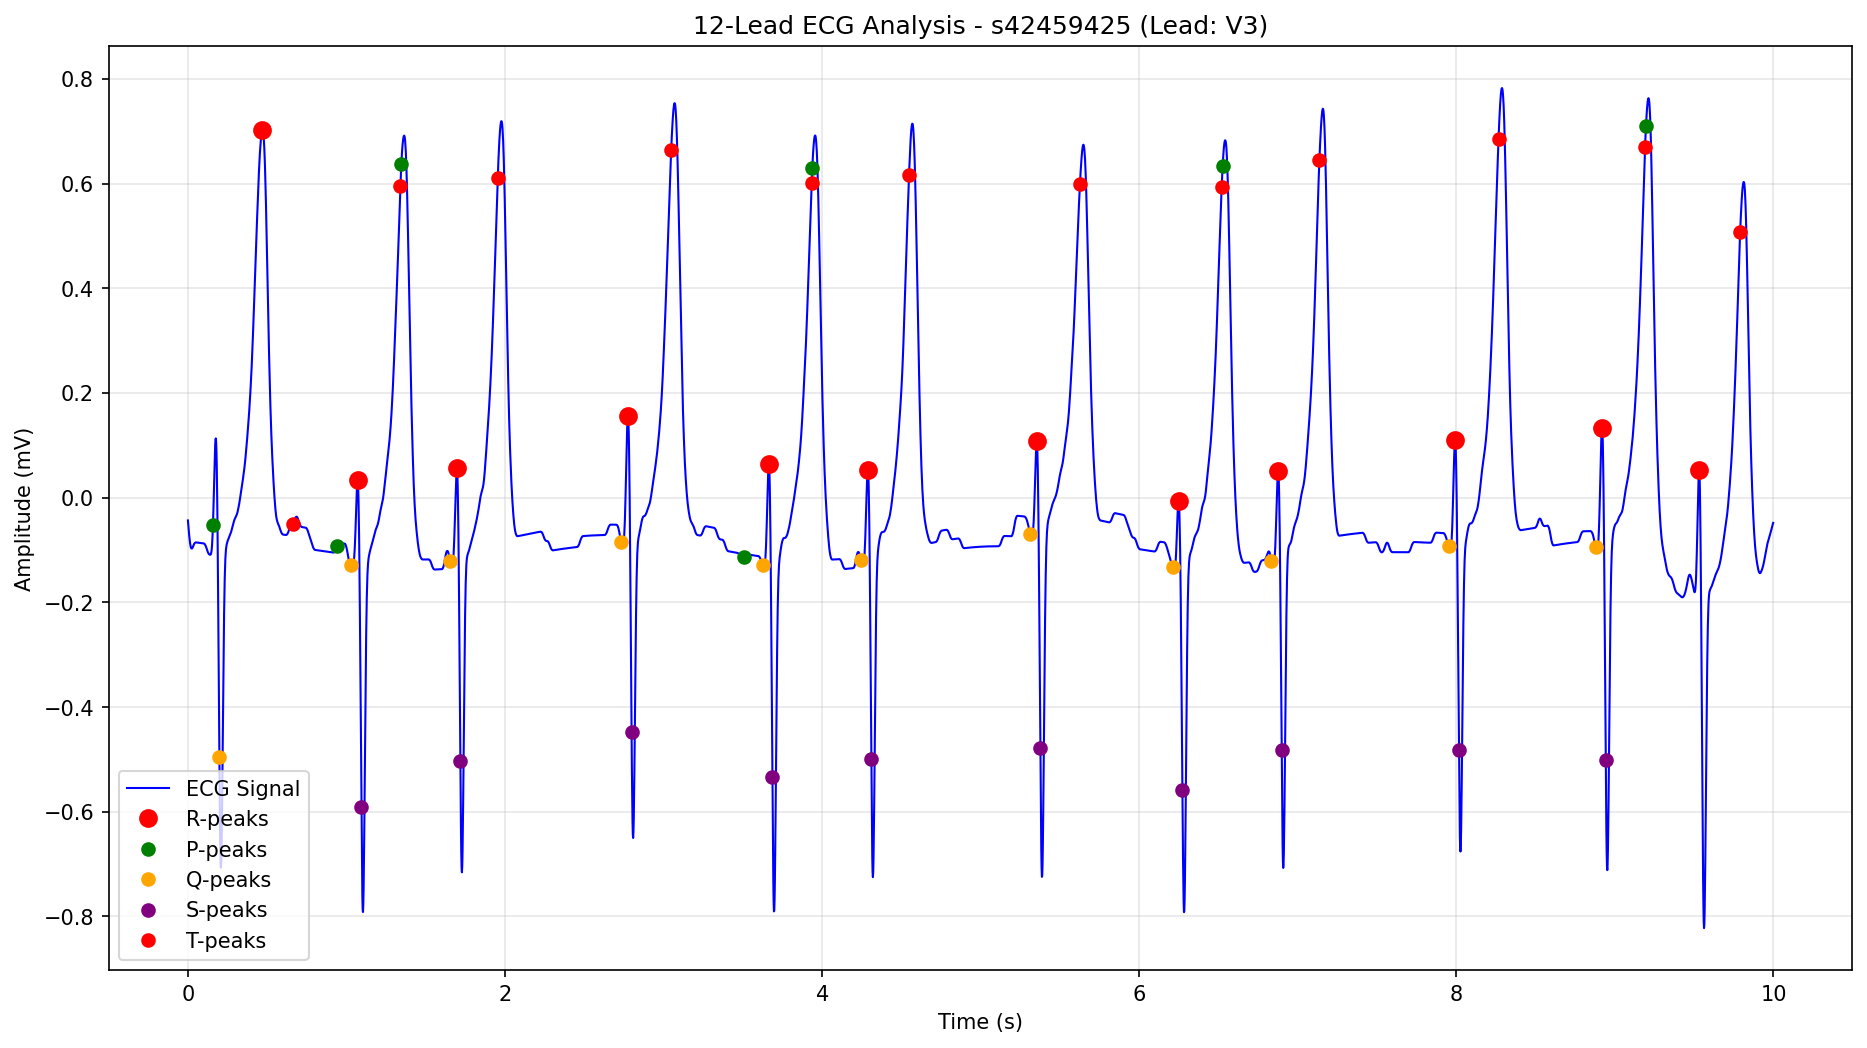 12-Lead ECG Analysis - s42459425 (Lead: V3)
Amplitude (mV)
0.8
0.6
0.4
0.2
0.0
−0.2
−0.4
−0.6
−0.8
ECG Signal
R-peaks
P-peaks
Q-peaks
S-peaks
T-peaks
0 2 4 6 8 10
Time (s)